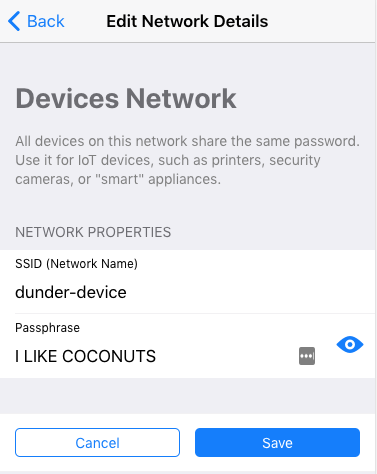 Back
Edit Network Details
Devices Network
All devices on this network share the same password.
Use it for IoT devices, such as printers, security
cameras, or "smart" appliances.
NETWORK PROPERTIES
SSID (Network Name)
dunder-device
Passphrase
I LIKE COCONUTS
Cancel
Save